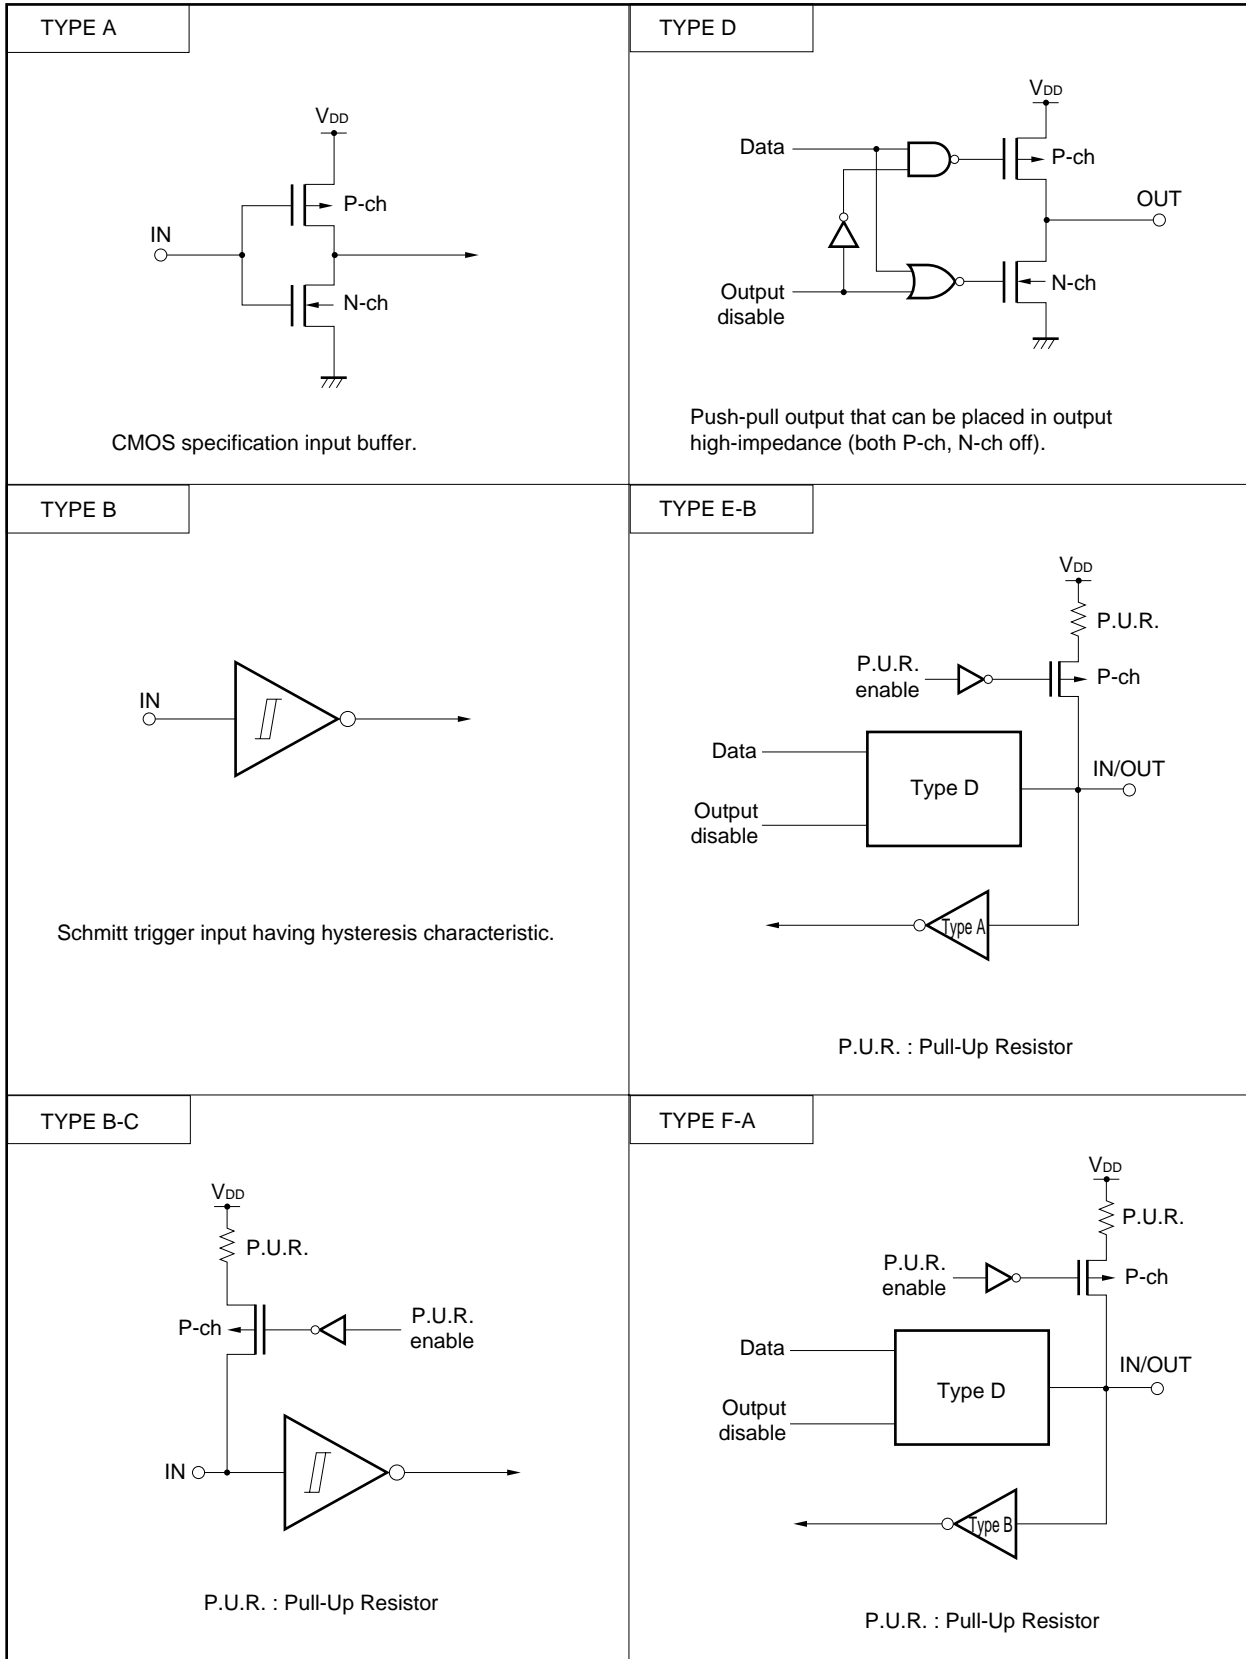 TYPE A
VDD
P-ch
IN
N-ch
CMOS specification input buffer.
TYPE D
VDD
Data
P-ch
OUT
Output
disable
N-ch
Push-pull output that can be placed in output
high-impedance (both P-ch, N-ch off).
TYPE B
IN
Schmitt trigger input having hysteresis characteristic.
TYPE E-B
VDD
P.U.R.
P.U.R.
enable
P-ch
Data
Type D
IN/OUT
Output
disable
Type A
P.U.R. : Pull-Up Resistor
TYPE B-C
VDD
P.U.R.
P-ch
P.U.R.
enable
IN
P.U.R. : Pull-Up Resistor
TYPE F-A
VDD
P.U.R.
P.U.R.
enable
P-ch
Data
Type D
IN/OUT
Output
disable
Type B
P.U.R. : Pull-Up Resistor